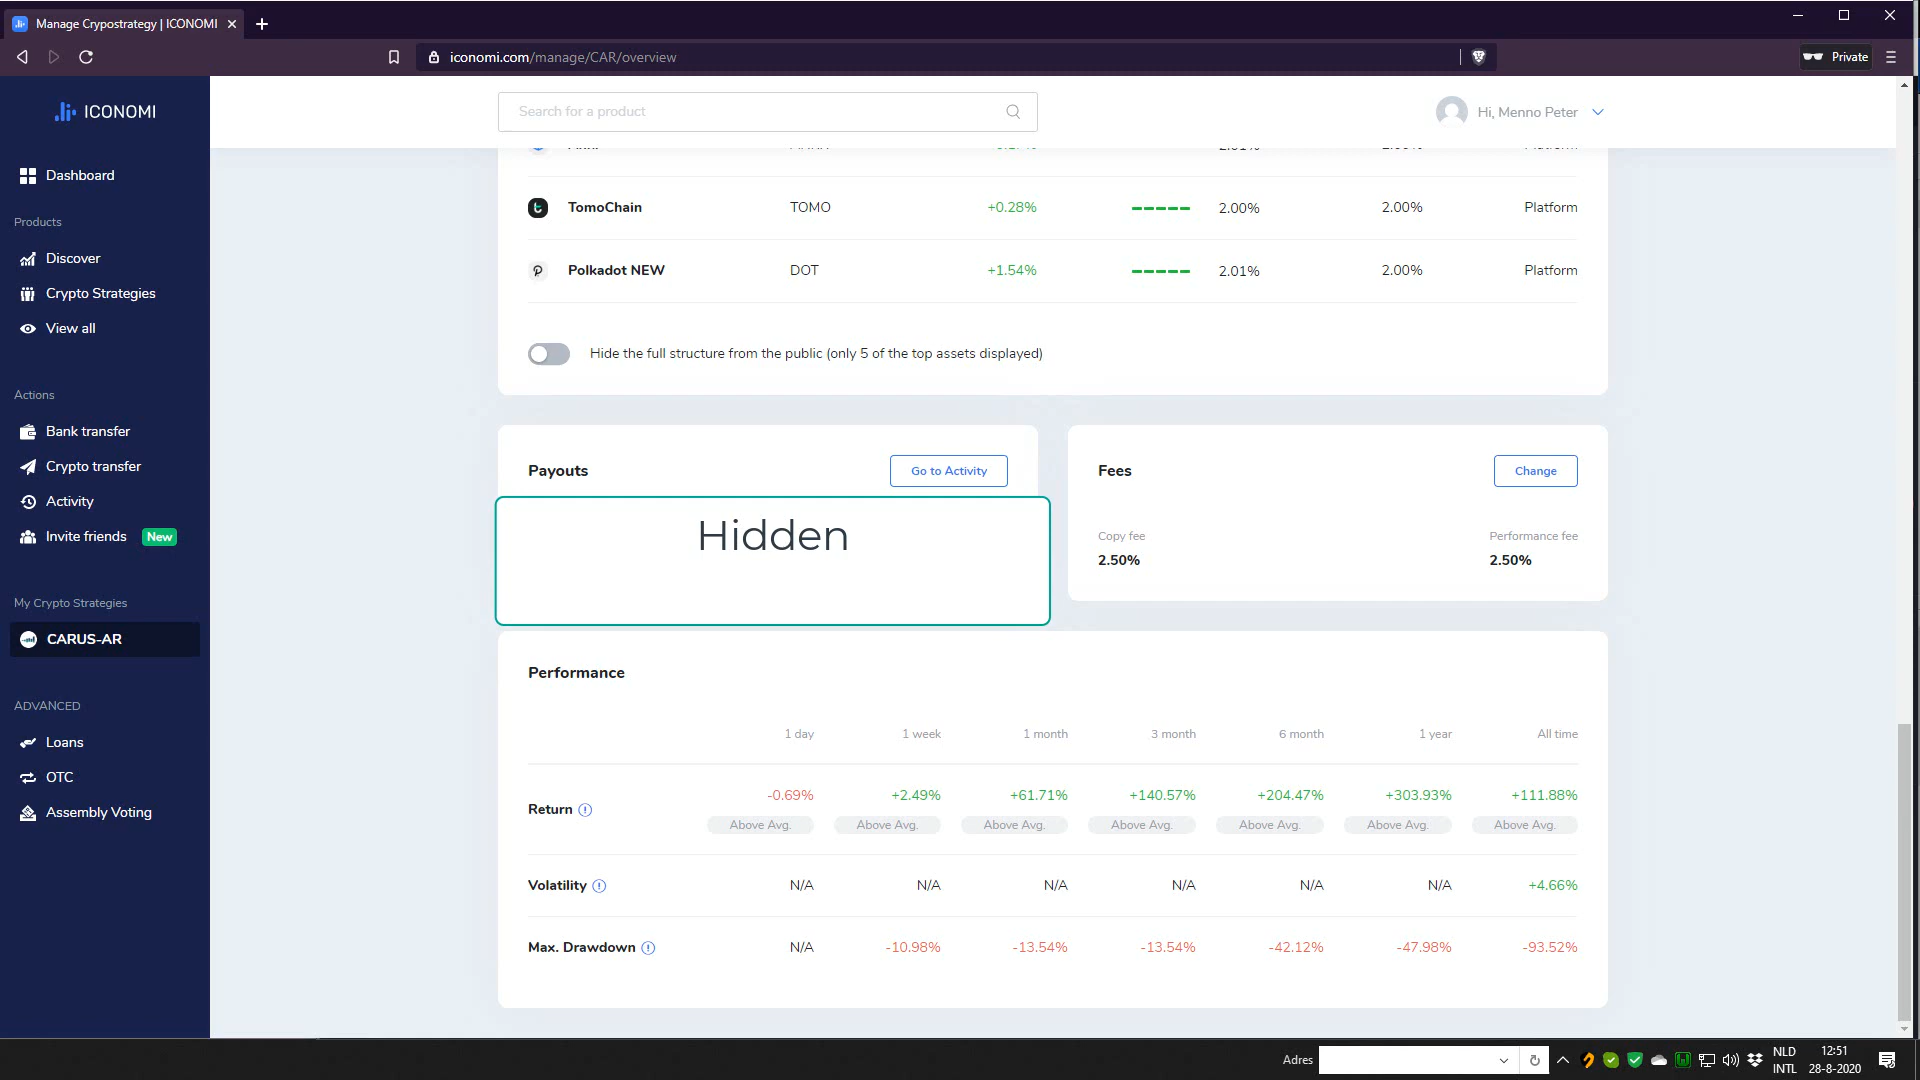 Manage Crypostrategy | ICONOMI
iconomi.com/manage/CAR/overview
Private
ICONOMI
Search for a product
Hi, Menno Peter
Dashboard
Products
Discover
Crypto Strategies
View all
Actions
Bank transfer
Crypto transfer
Activity
Invite friends New
My Crypto Strategies
CARUS-AR
ADVANCED
Loans
OTC
Assembly Voting
TomoChain TOMO +0.28% 2.00% 2.00% Platform
Polkadot NEW DOT +1.54% 2.01% 2.00% Platform
Hide the full structure from the public (only 5 of the top assets displayed)
Payouts Go to Activity
Hidden
Fees Change
Copy fee Performance fee
2.50% 2.50%
Performance
1 day 1 week 1 month 3 month 6 month 1 year All time
Return -0.69% +2.49% +61.71% +140.57% +204.47% +303.93% +111.88%
Above Avg. Above Avg. Above Avg. Above Avg. Above Avg. Above Avg. Above Avg.
Volatility N/A N/A N/A N/A N/A N/A +4.66%
Max. Drawdown N/A -10.98% -13.54% -13.54% -42.12% -47.98% -93.52%
Adres
NLD 12:51
INTL 28-8-2020